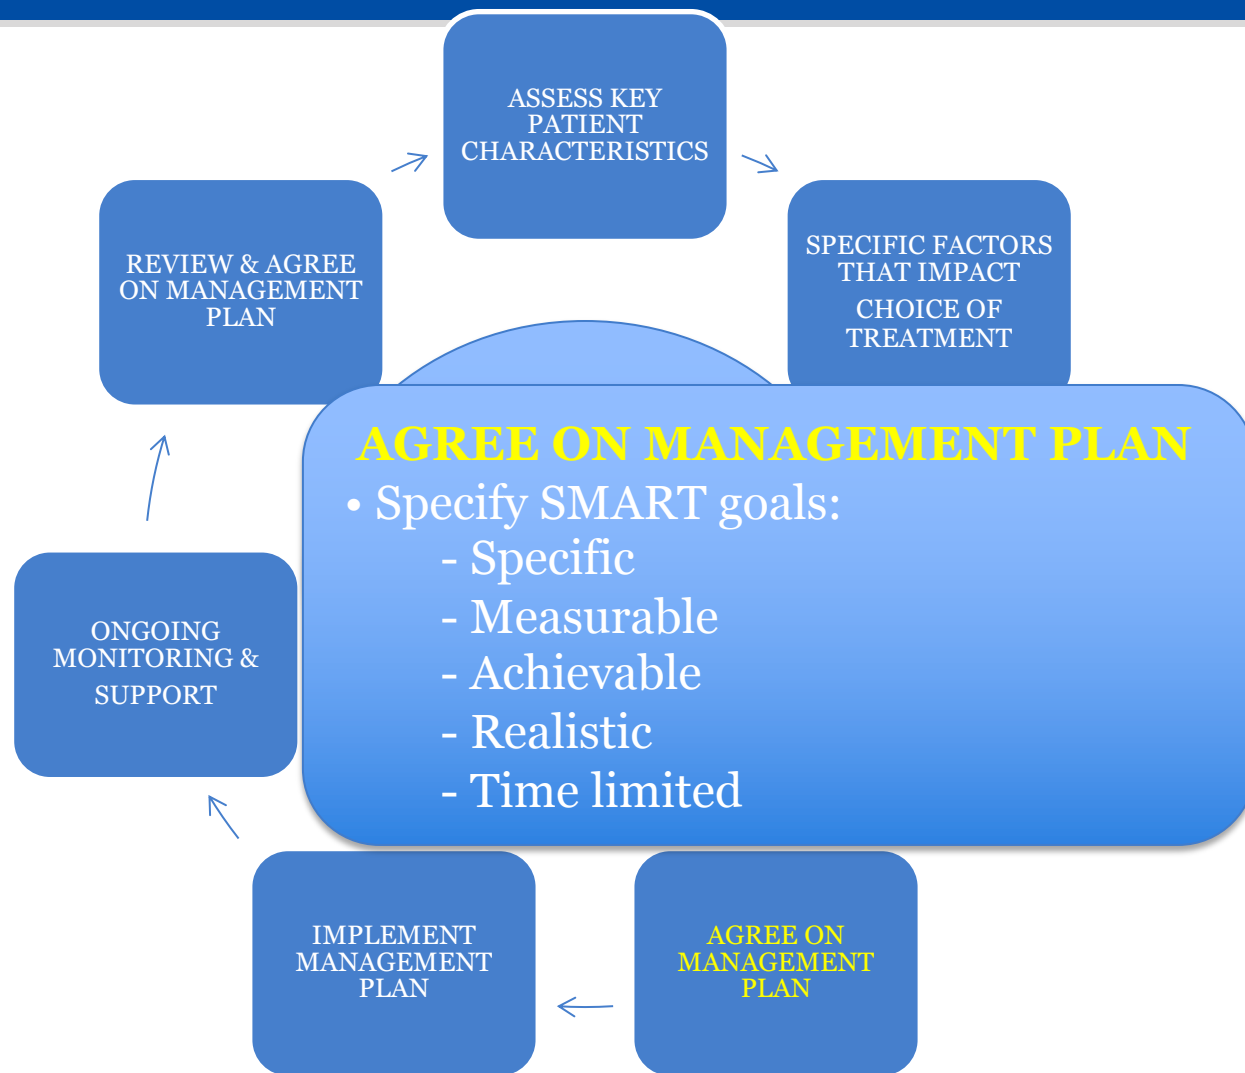 ASSESS KEY
PATIENT
CHARACTERISTICS
SPECIFIC FACTORS
THAT IMPACT
CHOICE OF
TREATMENT
REVIEW & AGREE
ON MANAGEMENT
PLAN
AGREE ON MANAGEMENT PLAN
• Specify SMART goals:
- Specific
- Measurable
- Achievable
- Realistic
- Time limited
ONGOING
MONITORING &
SUPPORT
IMPLEMENT
MANAGEMENT
PLAN
AGREE ON
MANAGEMENT
PLAN